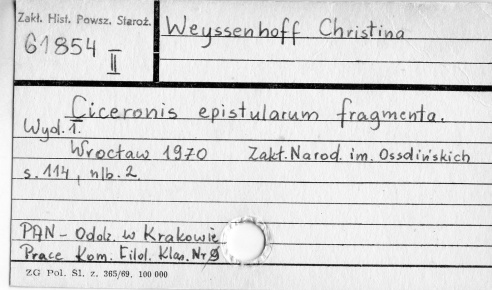 Zakł. Hist. Powsz. Staroż.
61854
II
Weyssenhoff Christina
Ciceronis epistularum fragmenta.
Wyd. 1.
Wrocław 1970 Zakł. Narod. im. Ossolińskich
s. 114, nlb. 2
PAN – Oddz. w Krakowie
Prace Kom. Filol. Klas. Nr 9
ZG Pol. Sl. z. 365/69, 100 000